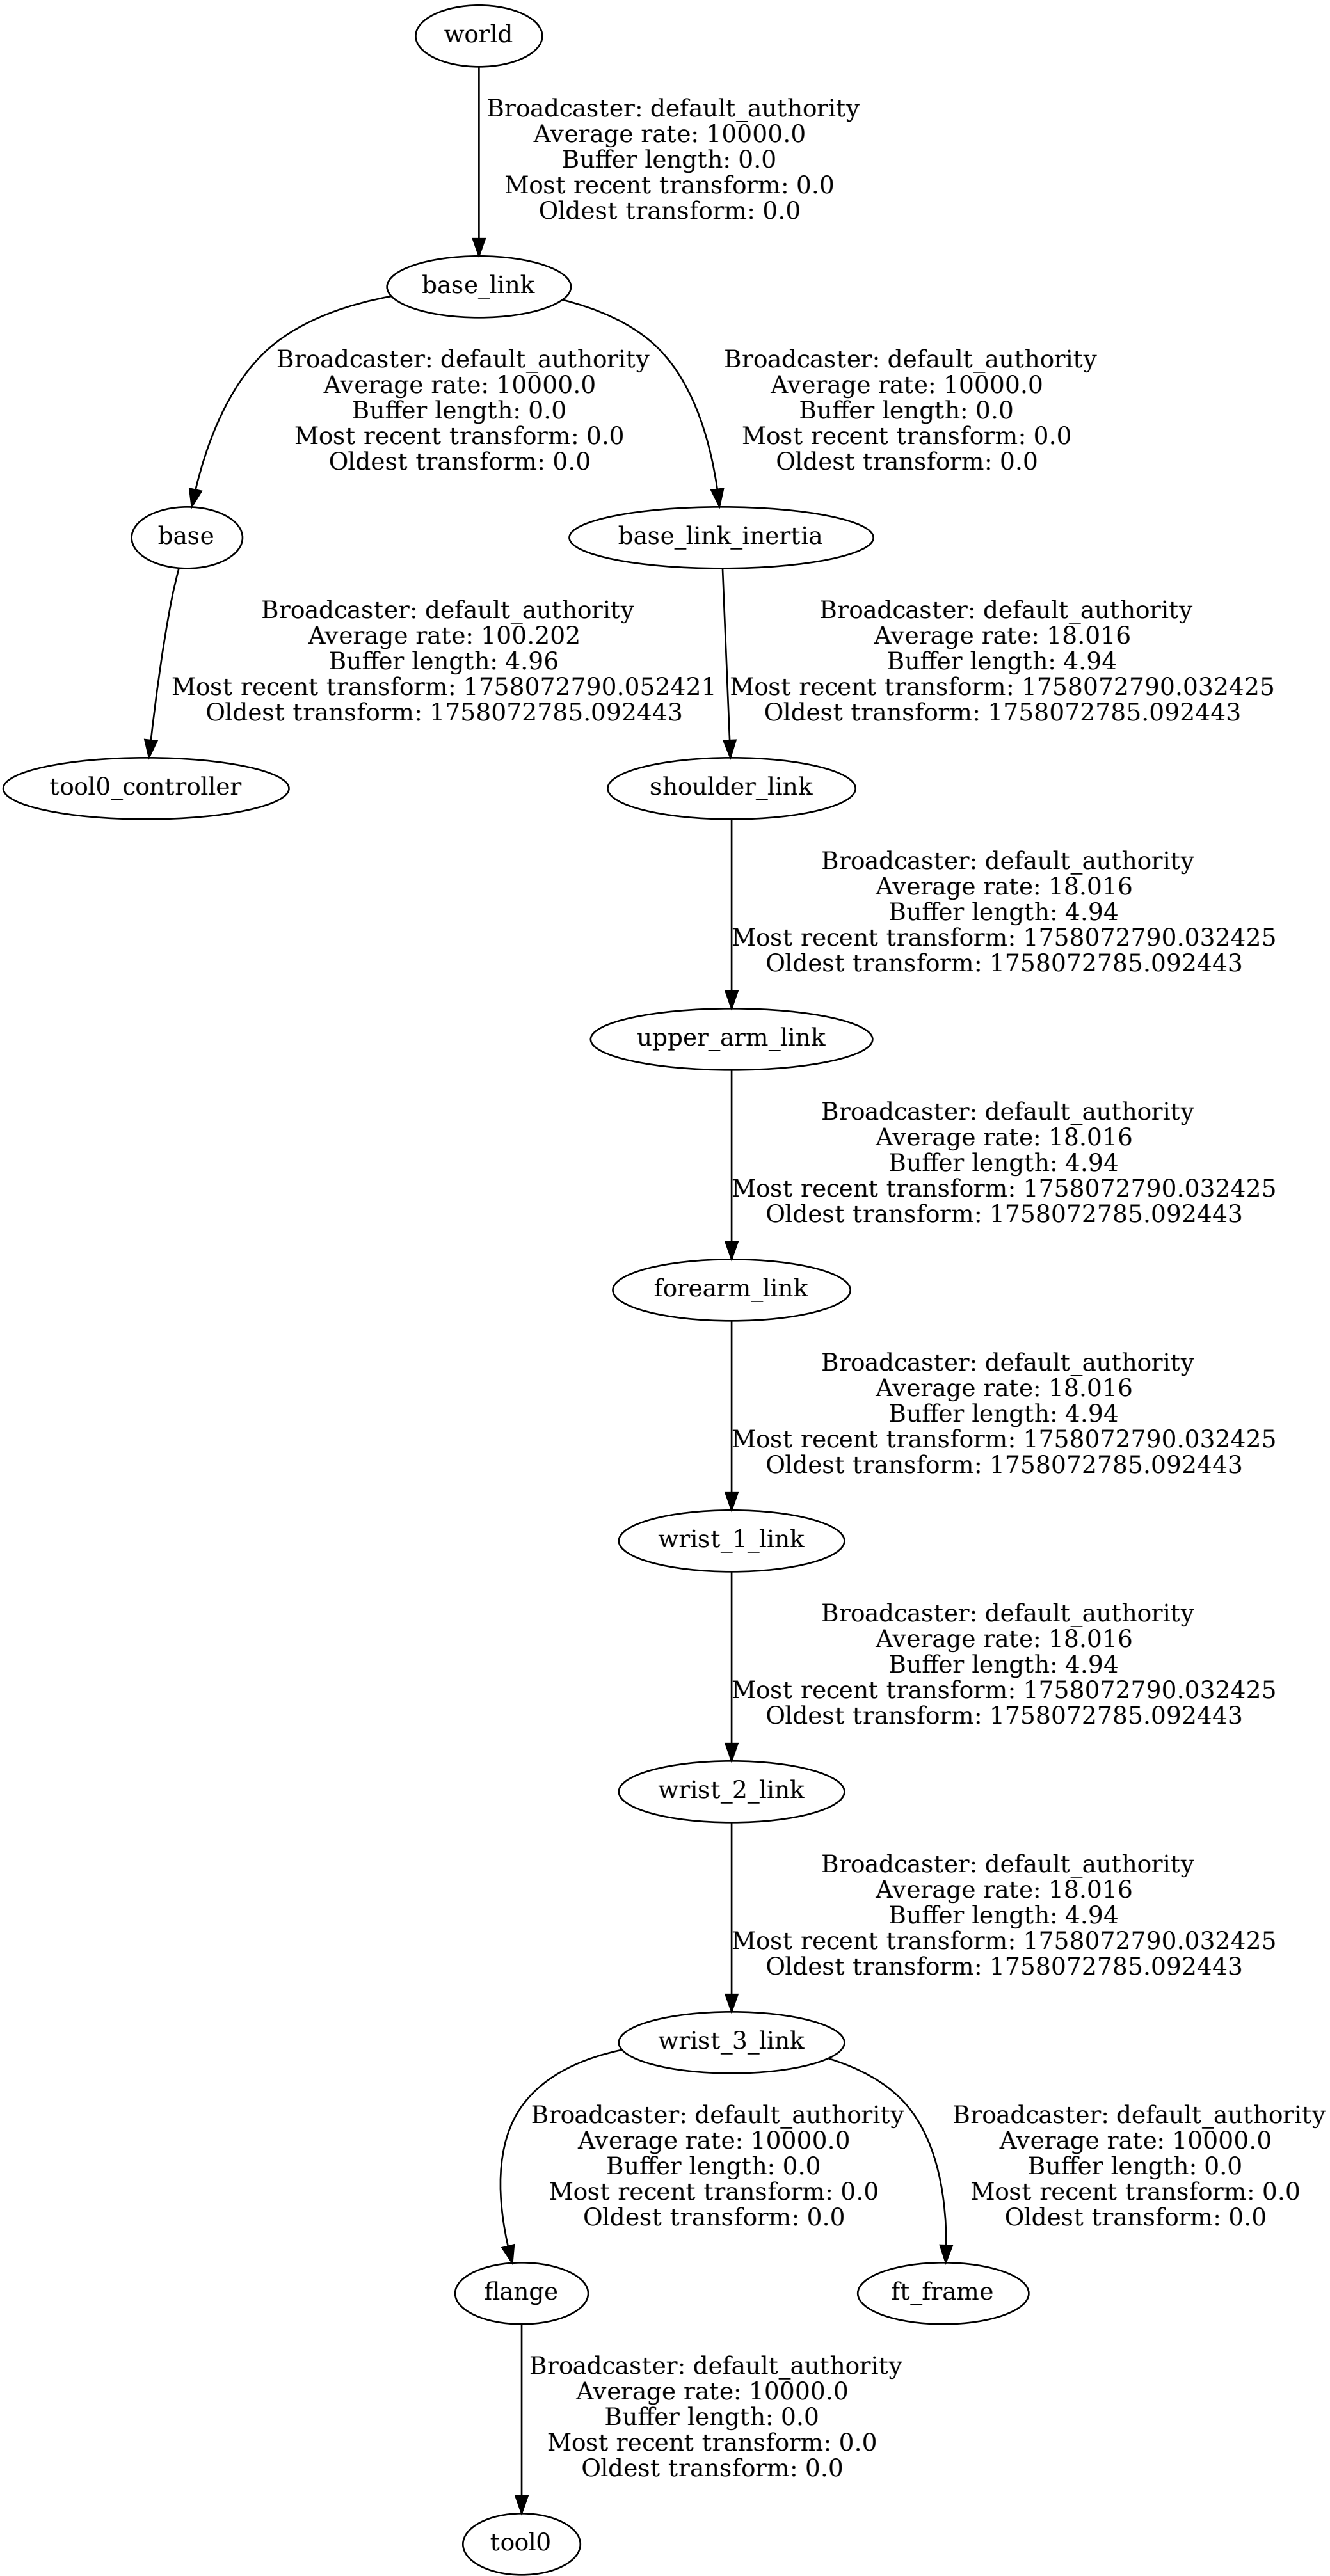 world
Broadcaster: default_authority
Average rate: 10000.0
Buffer length: 0.0
Most recent transform: 0.0
Oldest transform: 0.0
base_link
Broadcaster: default_authority
Average rate: 10000.0
Buffer length: 0.0
Most recent transform: 0.0
Oldest transform: 0.0
Broadcaster: default_authority
Average rate: 10000.0
Buffer length: 0.0
Most recent transform: 0.0
Oldest transform: 0.0
base
base_link_inertia
Broadcaster: default_authority
Average rate: 100.202
Buffer length: 4.96
Most recent transform: 1758072790.052421
Oldest transform: 1758072785.092443
Broadcaster: default_authority
Average rate: 18.016
Buffer length: 4.94
Most recent transform: 1758072790.032425
Oldest transform: 1758072785.092443
tool0_controller
shoulder_link
Broadcaster: default_authority
Average rate: 18.016
Buffer length: 4.94
Most recent transform: 1758072790.032425
Oldest transform: 1758072785.092443
upper_arm_link
Broadcaster: default_authority
Average rate: 18.016
Buffer length: 4.94
Most recent transform: 1758072790.032425
Oldest transform: 1758072785.092443
forearm_link
Broadcaster: default_authority
Average rate: 18.016
Buffer length: 4.94
Most recent transform: 1758072790.032425
Oldest transform: 1758072785.092443
wrist_1_link
Broadcaster: default_authority
Average rate: 18.016
Buffer length: 4.94
Most recent transform: 1758072790.032425
Oldest transform: 1758072785.092443
wrist_2_link
Broadcaster: default_authority
Average rate: 18.016
Buffer length: 4.94
Most recent transform: 1758072790.032425
Oldest transform: 1758072785.092443
wrist_3_link
Broadcaster: default_authority
Average rate: 10000.0
Buffer length: 0.0
Most recent transform: 0.0
Oldest transform: 0.0
Broadcaster: default_authority
Average rate: 10000.0
Buffer length: 0.0
Most recent transform: 0.0
Oldest transform: 0.0
flange
ft_frame
Broadcaster: default_authority
Average rate: 10000.0
Buffer length: 0.0
Most recent transform: 0.0
Oldest transform: 0.0
tool0